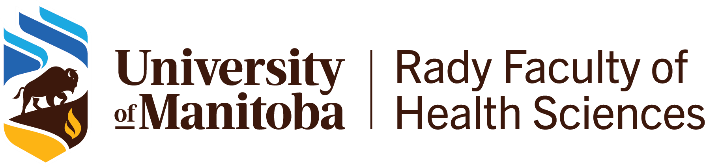 University
of Manitoba
Rady Faculty of
Health Sciences